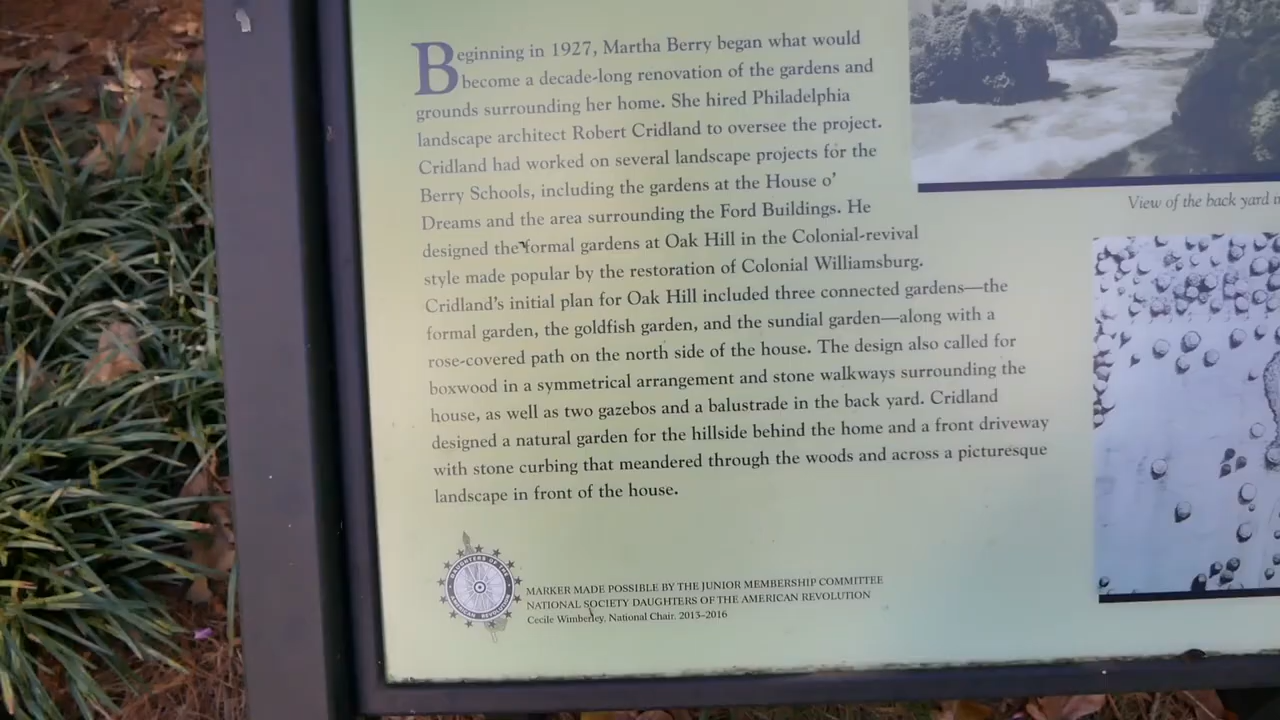 Beginning in 1927, Martha Berry began what would
become a decade-long renovation of the gardens and
grounds surrounding her home. She hired Philadelphia
landscape architect Robert Cridland to oversee the project.
Cridland had worked on several landscape projects for the
Berry Schools, including the gardens at the House o'
Dreams and the area surrounding the Ford Buildings. He
designed the formal gardens at Oak Hill in the Colonial-revival
style made popular by the restoration of Colonial Williamsburg.
Cridland's initial plan for Oak Hill included three connected gardens—the
formal garden, the goldfish garden, and the sundial garden—along with a
rose-covered path on the north side of the house. The design also called for
boxwood in a symmetrical arrangement and stone walkways surrounding the
house, as well as two gazebos and a balustrade in the back yard. Cridland
designed a natural garden for the hillside behind the home and a front driveway
with stone curbing that meandered through the woods and across a picturesque
landscape in front of the house.
View of the back yard
DAUGHTERS OF THE
AMERICAN REVOLUTION
MARKER MADE POSSIBLE BY THE JUNIOR MEMBERSHIP COMMITTEE
NATIONAL SOCIETY DAUGHTERS OF THE AMERICAN REVOLUTION
Cecile Wimberley, National Chair, 2013–2016